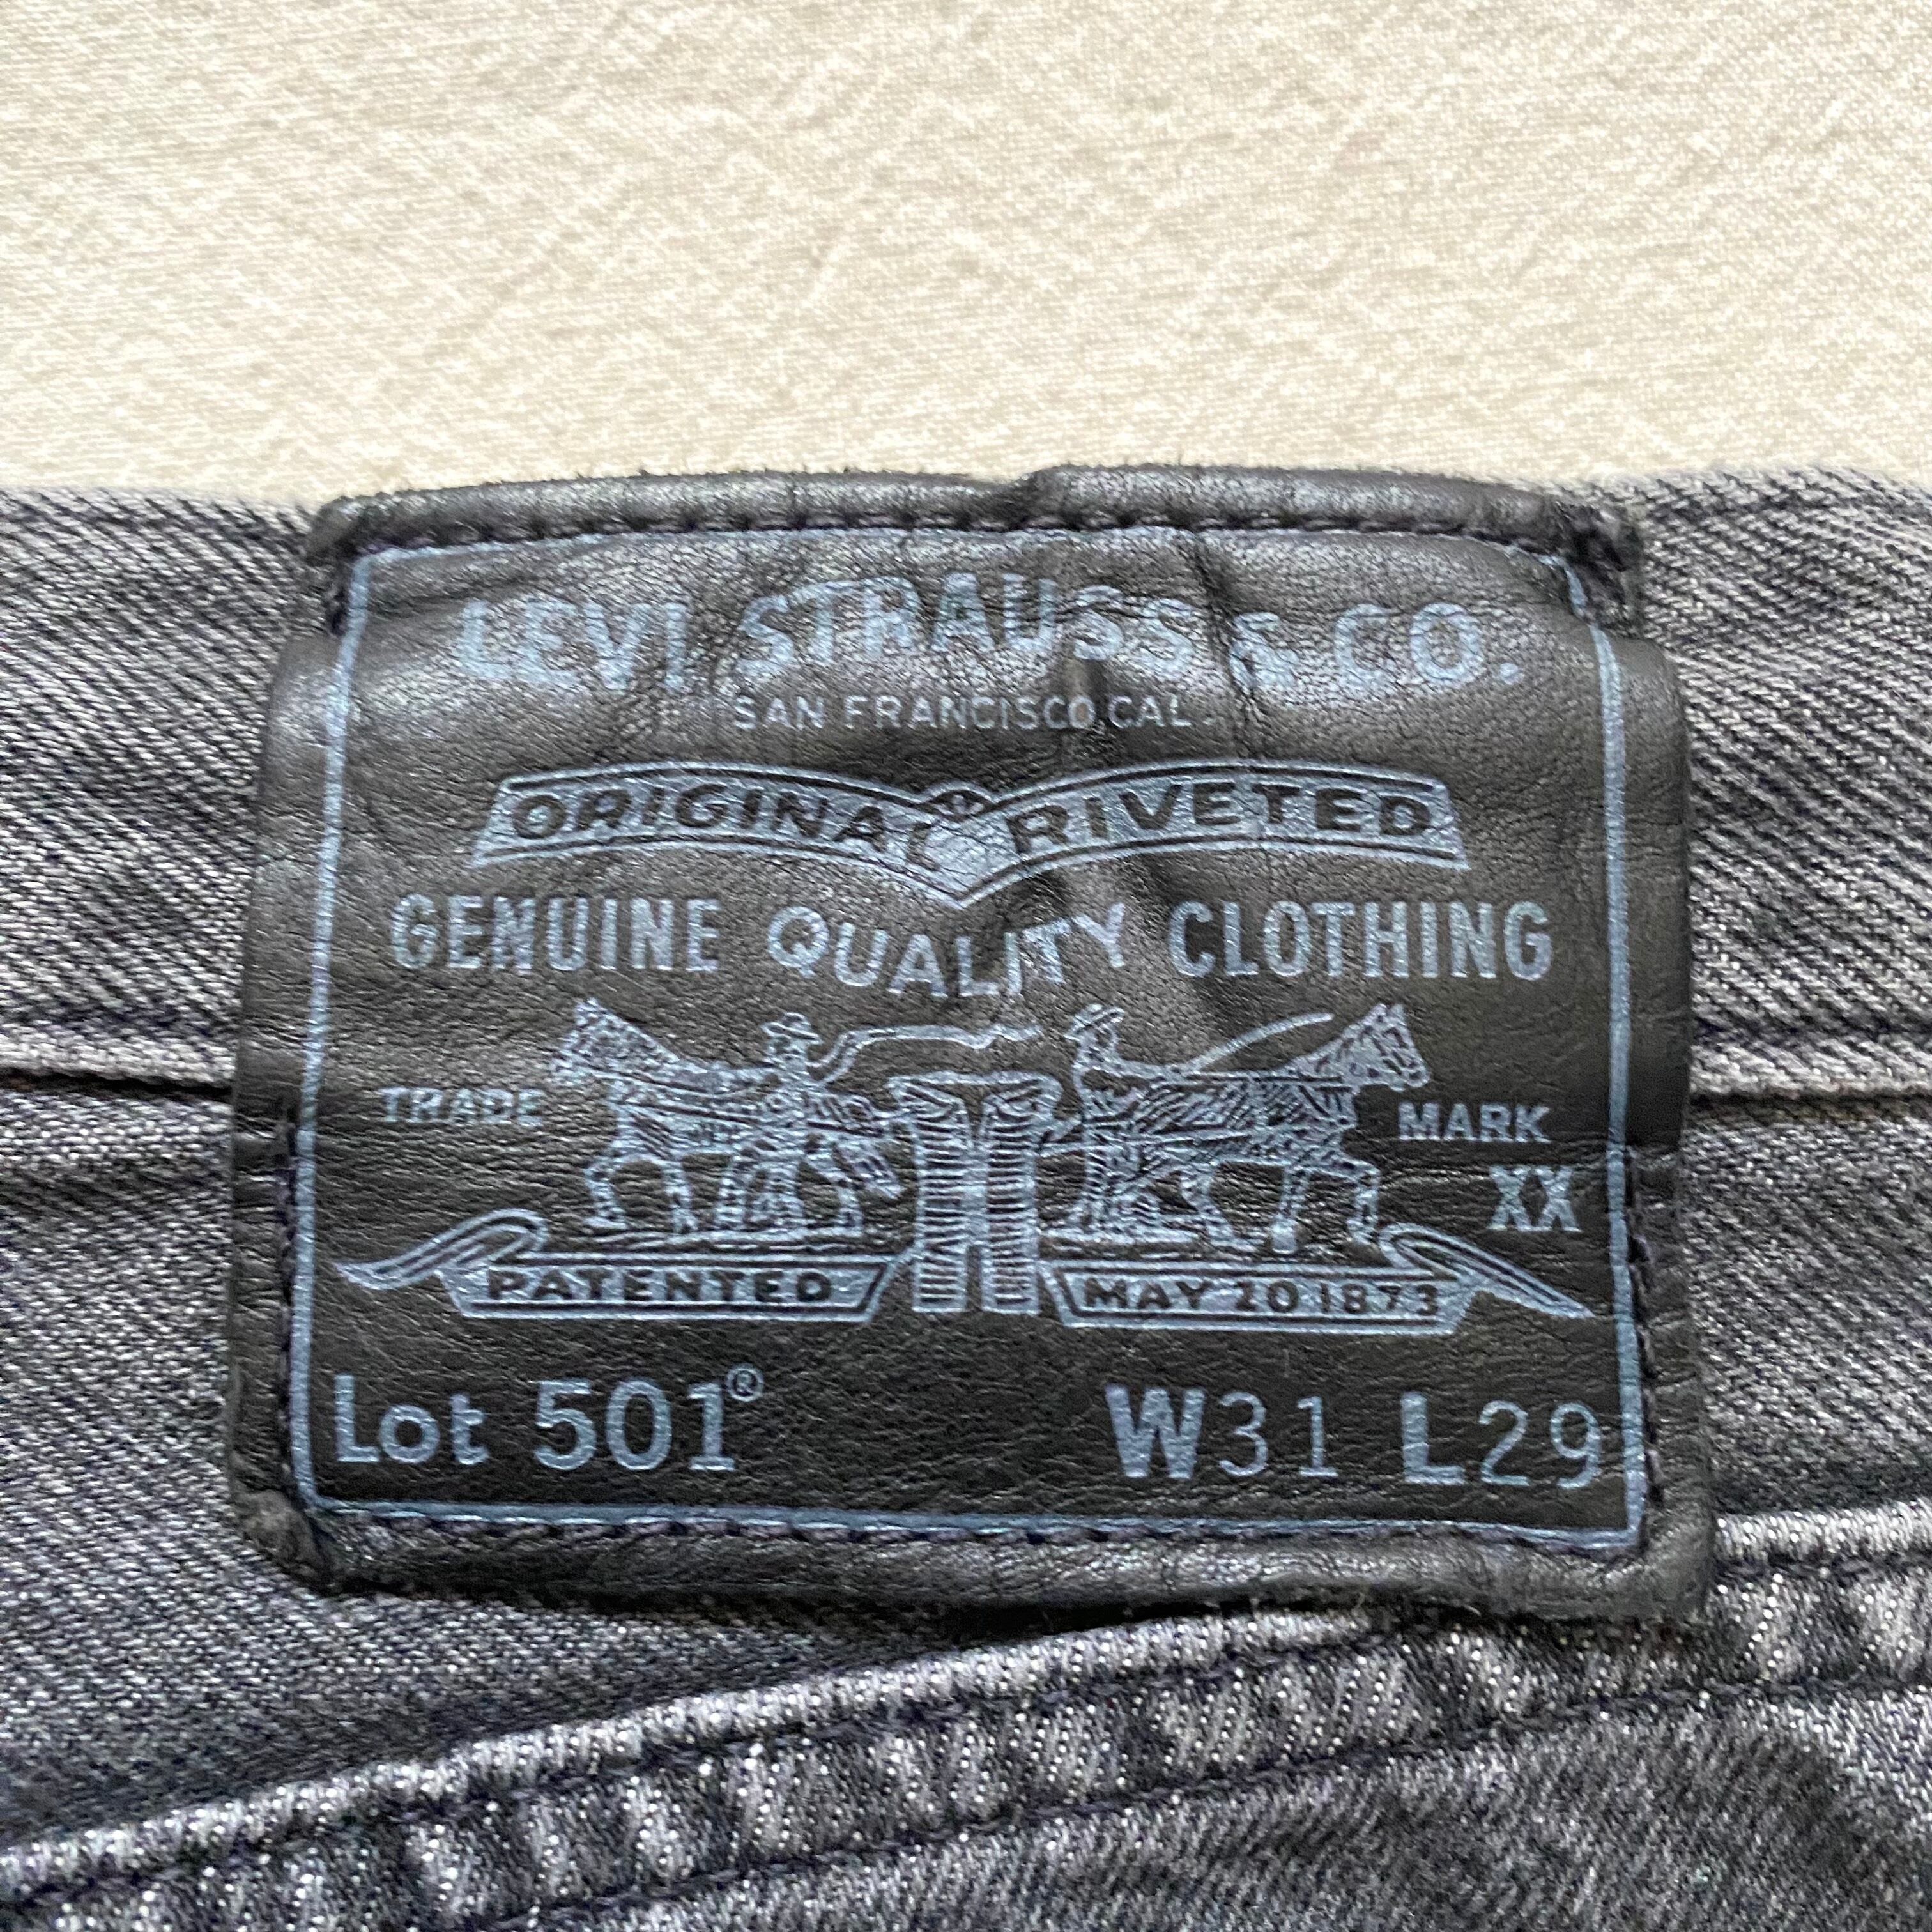 LEVI STRAUSS & CO.
SAN FRANCISCO, CAL
ORIGINAL RIVETED
GENUINE QUALITY CLOTHING
TRADE MARK
XX
PATENTED MAY 20 1873
Lot 501® W31 L29